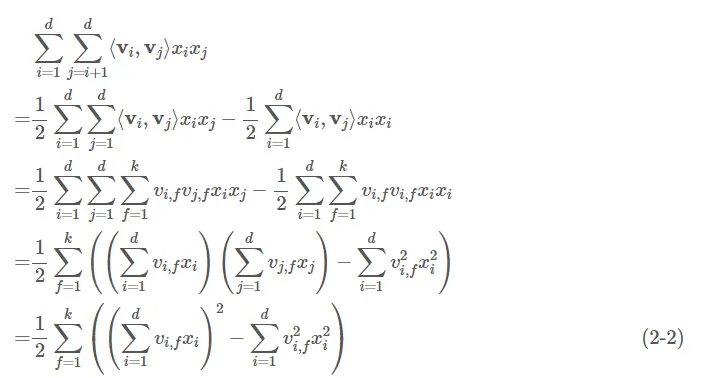 $\sum_{i=1}^{d} \sum_{j=i+1}^{d} \langle \mathbf{v}_i, \mathbf{v}_j \rangle x_i x_j$
$= \frac{1}{2} \sum_{i=1}^{d} \sum_{j=1}^{d} \langle \mathbf{v}_i, \mathbf{v}_j \rangle x_i x_j - \frac{1}{2} \sum_{i=1}^{d} \langle \mathbf{v}_i, \mathbf{v}_j \rangle x_i x_i$
$= \frac{1}{2} \sum_{i=1}^{d} \sum_{j=1}^{d} \sum_{f=1}^{k} v_{i,f} v_{j,f} x_i x_j - \frac{1}{2} \sum_{i=1}^{d} \sum_{f=1}^{k} v_{i,f} v_{i,f} x_i x_i$
$= \frac{1}{2} \sum_{f=1}^{k} \left( \left( \sum_{i=1}^{d} v_{i,f} x_i \right) \left( \sum_{j=1}^{d} v_{j,f} x_j \right) - \sum_{i=1}^{d} v_{i,f}^2 x_i^2 \right)$
$= \frac{1}{2} \sum_{f=1}^{k} \left( \left( \sum_{i=1}^{d} v_{i,f} x_i \right)^2 - \sum_{i=1}^{d} v_{i,f}^2 x_i^2 \right)$ (2-2)